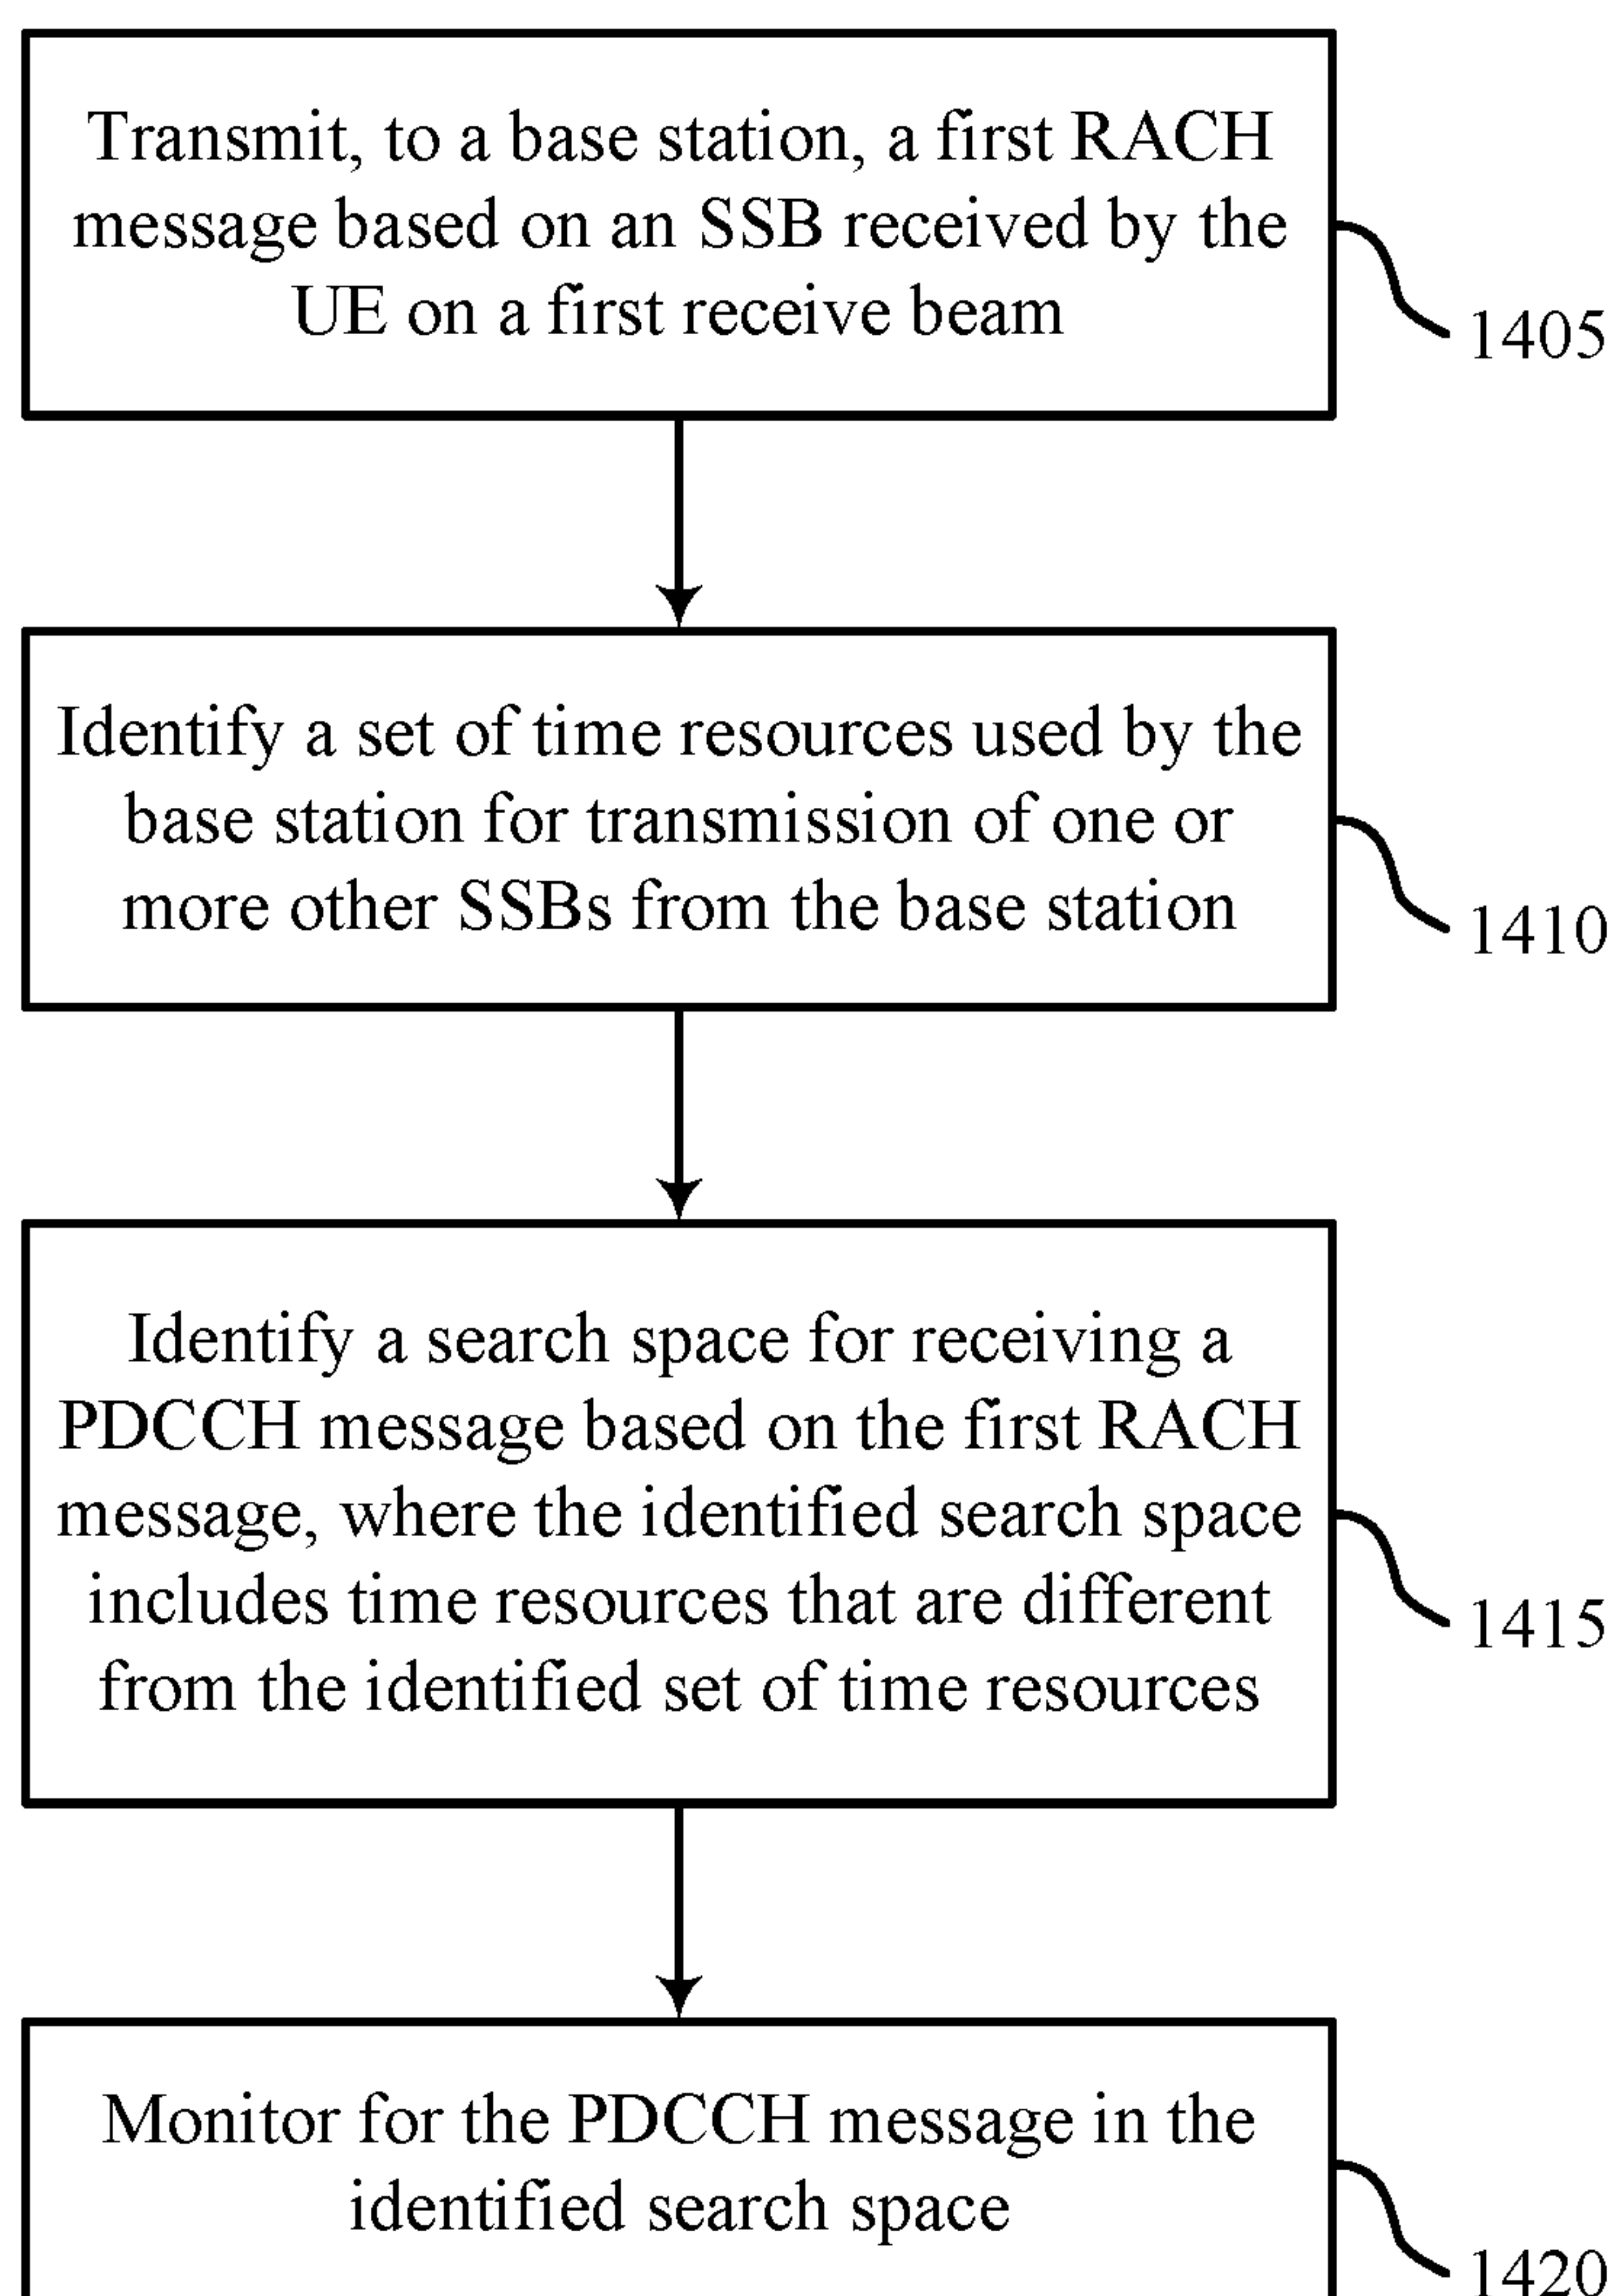 Transmit, to a base station, a first RACH
message based on an SSB received by the
UE on a first receive beam
1405
Identify a set of time resources used by the
base station for transmission of one or
more other SSBs from the base station
1410
Identify a search space for receiving a
PDCCH message based on the first RACH
message, where the identified search space
includes time resources that are different
from the identified set of time resources
1415
Monitor for the PDCCH message in the
identified search space
1420